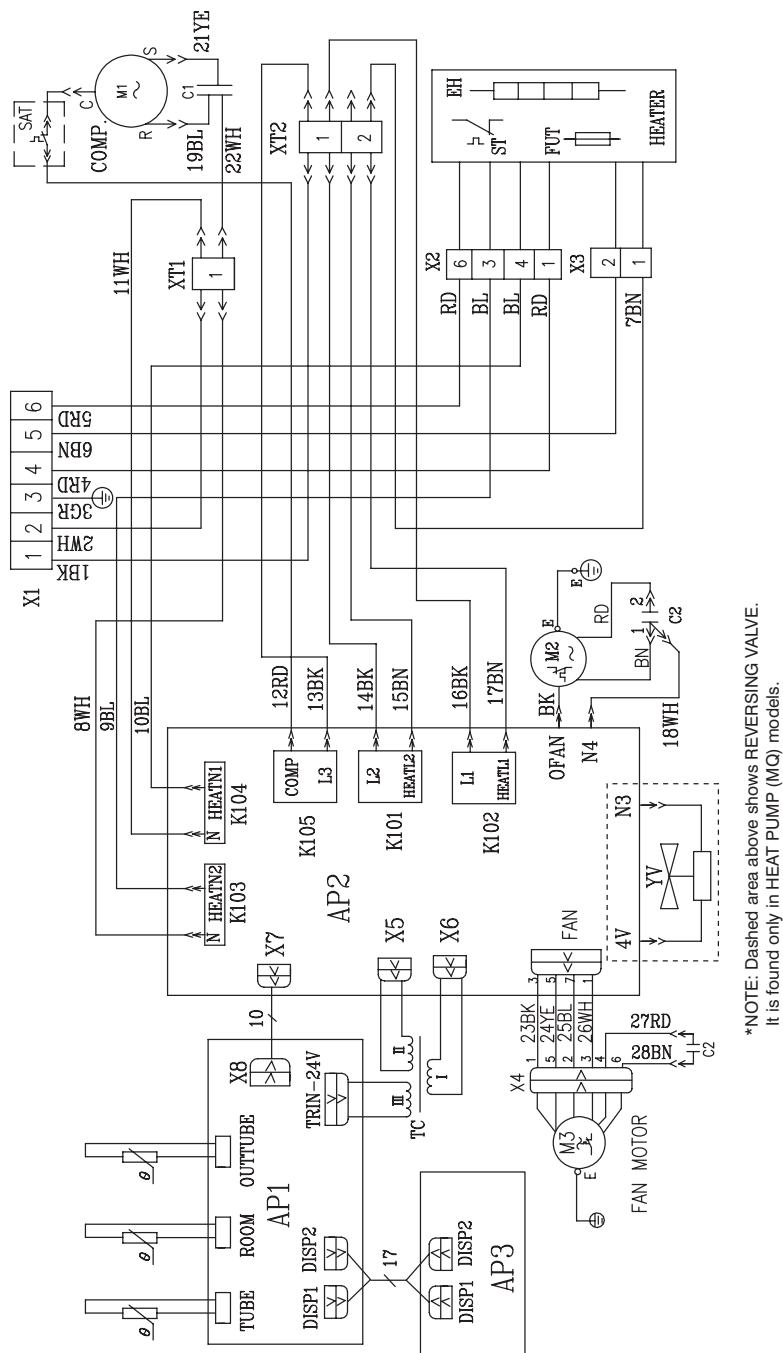 X1
1
2
3
4
5
6
1BK
2WH
3GR
4RD
6BN
5RD
SAT
COMP.
C
M1
R
S
C1
21YE
19BL
22WH
11WH
XT1
1
XT2
1
2
EH
ST
FUT
HEATER
X2
6
3
4
1
RD
BL
BL
RD
X3
2
1
7BN
8WH
9BL
10BL
N HEATN2
K103
N HEATN1
K104
COMP
L3
K105
12RD
13BK
L2
HEATL2
K101
14BK
15BN
L1
HEATL1
K102
16BK
17BN
AP2
BK
OFAN
N4
M2
E
E
RD
BN
1
2
C2
18WH
4V
YV
N3
X7
X5
X6
10
X8
TRIN-24V
II
III
I
TC
TUBE
ROOM
OUTTUBE
θ
θ
θ
AP1
DISP1
DISP2
17
DISP1
DISP2
AP3
FAN
3
5
7
1
23BK
24YE
25BL
26WH
1
5
2
3
4
6
X4
27RD
28BN
C2
M3
E
FAN MOTOR
*NOTE: Dashed area above shows REVERSING VALVE.
It is found only in HEAT PUMP (MQ) models.